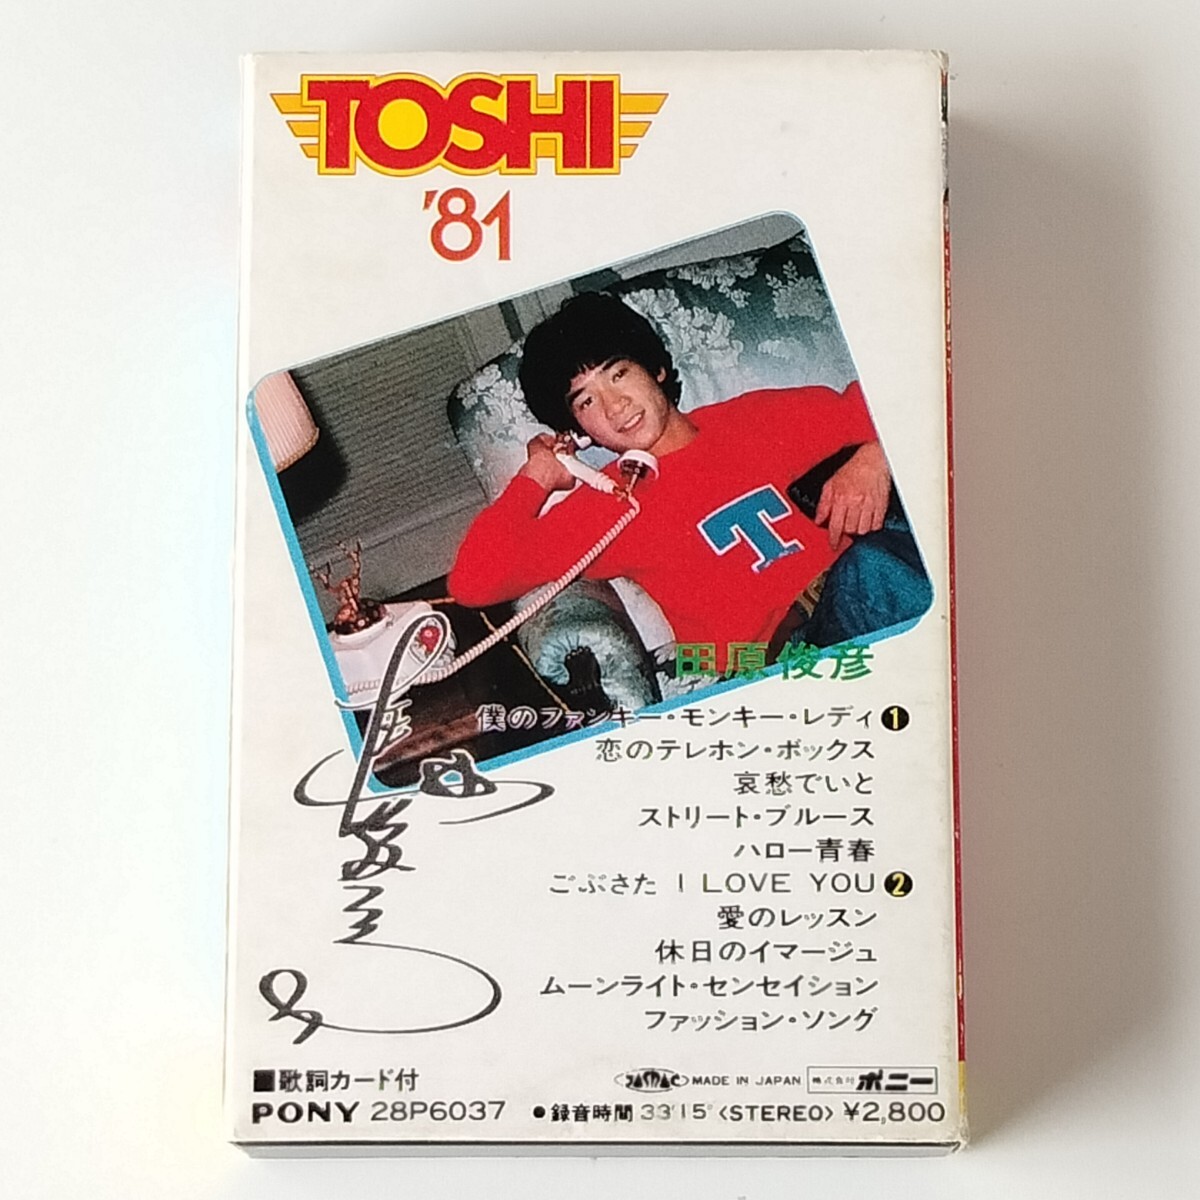 TOSHI
'81
T
田原俊彦
僕のファンキー・モンキー・レディ❶
恋のテレホン・ボックス
哀愁でいと
ストリート・ブルース
ハロー青春
ごぶさた I LOVE YOU❷
愛のレッスン
休日のイマージュ
ムーンライト・センセイション
ファッション・ソング
■歌詞カード付
JASRAC MADE IN JAPAN 株式会社ポニー
PONY 28P6037 ●録音時間 33'15" <STEREO> ¥2,800